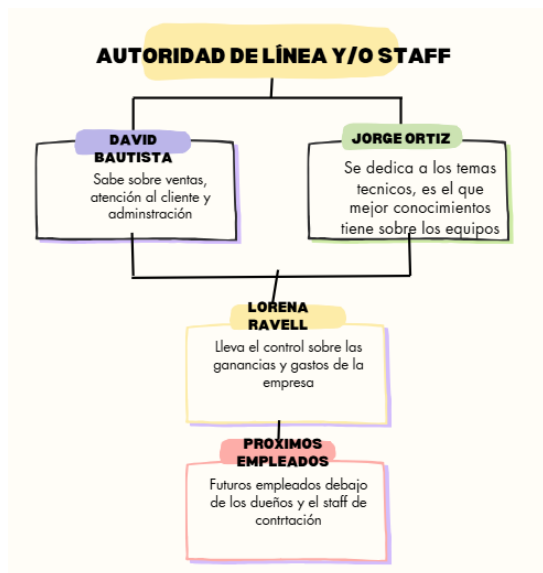 AUTORIDAD DE LÍNEA Y/O STAFF
DAVID
BAUTISTA
Sabe sobre ventas,
atención al cliente y
adminstración
JORGE ORTIZ
Se dedica a los temas
tecnicos, es el que
mejor conocimientos
tiene sobre los equipos
LORENA
RAVELL
Lleva el control sobre las
ganancias y gastos de la
empresa
PROXIMOS
EMPLEADOS
Futuros empleados debajo
de los dueños y el staff de
contrtación